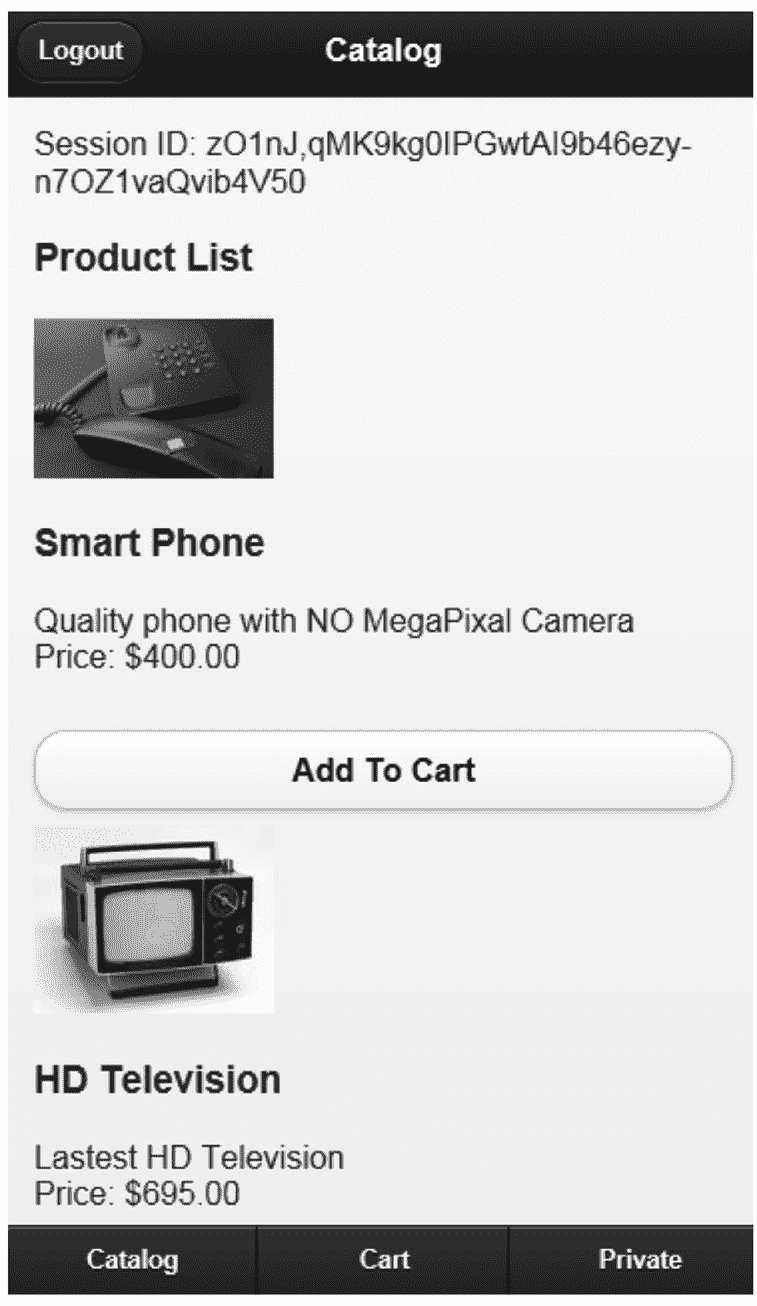 Logout
Catalog
Session ID: zO1nJ,qMK9kg0IPGwtAI9b46ezy-
n7OZ1vaQvib4V50
Product List
Smart Phone
Quality phone with NO MegaPixal Camera
Price: $400.00
Add To Cart
HD Television
Lastest HD Television
Price: $695.00
Catalog
Cart
Private